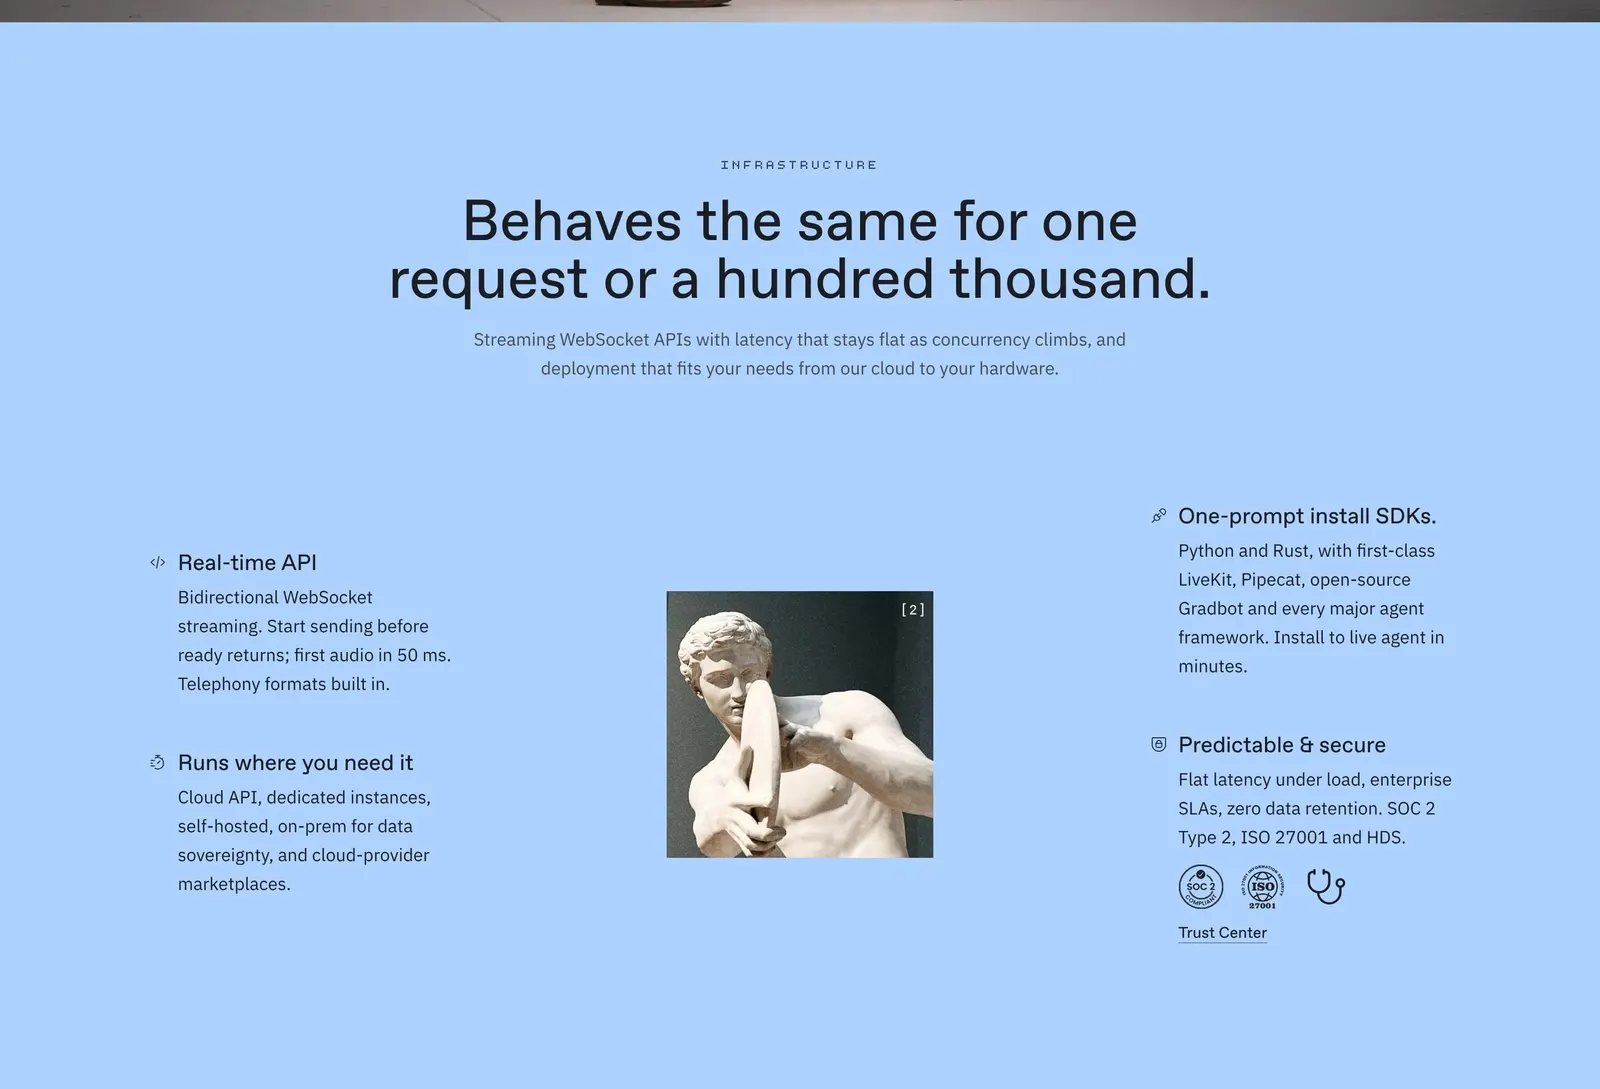 INFRASTRUCTURE
Behaves the same for one
request or a hundred thousand.
Streaming WebSocket APIs with latency that stays flat as concurrency climbs, and
deployment that fits your needs from our cloud to your hardware.
Real-time API
Bidirectional WebSocket
streaming. Start sending before
ready returns; first audio in 50 ms.
Telephony formats built in.
Runs where you need it
Cloud API, dedicated instances,
self-hosted, on-prem for data
sovereignty, and cloud-provider
marketplaces.
[2]
One-prompt install SDKs.
Python and Rust, with first-class
LiveKit, Pipecat, open-source
Gradbot and every major agent
framework. Install to live agent in
minutes.
Predictable & secure
Flat latency under load, enterprise
SLAs, zero data retention. SOC 2
Type 2, ISO 27001 and HDS.
SOC 2
COMPLIANT
ISO
27001
Trust Center